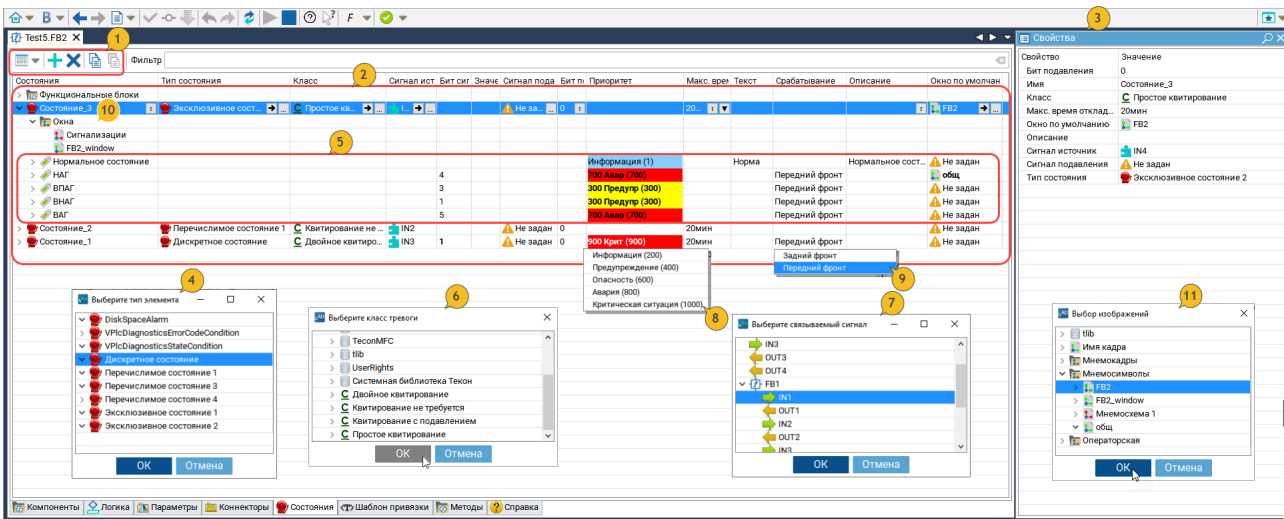 B F
Test5.FB2 X 1 3 Свойства
Фильтр
Свойство Значение
Бит подавления 0
Имя Состояние_3
Класс C Простое квитирование
Макс. время отклад... 20мин
Окно по умолчанию FB2
Описание
Сигнал источник IN4
Сигнал подавления Не задан
Тип состояния Эксклюзивное состояние 2
2
Состояния Тип состояния Класс Сигнал ист Бит сиг Значе Сигнал пода Бит по Приоритет Макс. врем Текст Срабатывание Описание Окно по умолчан
Функциональные блоки
Состояние_3 10 Эксклюзивное сост... ... C Простое кв... ... I... ... Не за... ... 0 20... FB2 ...
Окна
Сигнализации
FB2_window
5
Нормальное состояние Информация (1) Норма Нормальное сост... Не задан
НАГ 4 700 Авар (700) Передний фронт общ
ВПАГ 3 300 Предупр (300) Передний фронт Не задан
ВНАГ 1 300 Предупр (300) Передний фронт Не задан
ВАГ 5 700 Авар (700) Передний фронт Не задан
Состояние_2 Перечислимое состояние 1 C Квитирование не ... IN2 Не задан 0 20мин Не задан
Состояние_1 Дискретное состояние C Двойное квитиро... IN3 1 Не задан 0 900 Крит (900) 20мин Передний фронт Не задан
Информация (200)
Предупреждение (400)
Опасность (600)
Авария (800)
Критическая ситуация (1000)
8
Задний фронт
Передний фронт
9
4
Выберите тип элемента
DiskSpaceAlarm
VPlcDiagnosticsErrorCodeCondition
VPlcDiagnosticsStateCondition
Дискретное состояние
Перечислимое состояние 1
Перечислимое состояние 3
Перечислимое состояние 4
Эксклюзивное состояние 1
Эксклюзивное состояние 2
ОК Отмена
6
Выберите класс тревоги
TeconMFC
tlib
UserRights
Системная библиотека Текон
C Двойное квитирование
C Квитирование не требуется
C Квитирование с подавлением
C Простое квитирование
ОК Отмена
7
Выберите связываемый сигнал
IN3
OUT3
OUT4
FB1
IN1
OUT1
IN2
OUT2
IN3
ОК Отмена
11
Выбор изображений
tlib
Имя кадра
Мнемокадры
Мнемосимволы
FB2
FB2_window
Мнемосхема 1
общ
Операторская
ОК Отмена
Компоненты Логика Параметры Коннекторы Состояния Шаблон привязки Методы Справка